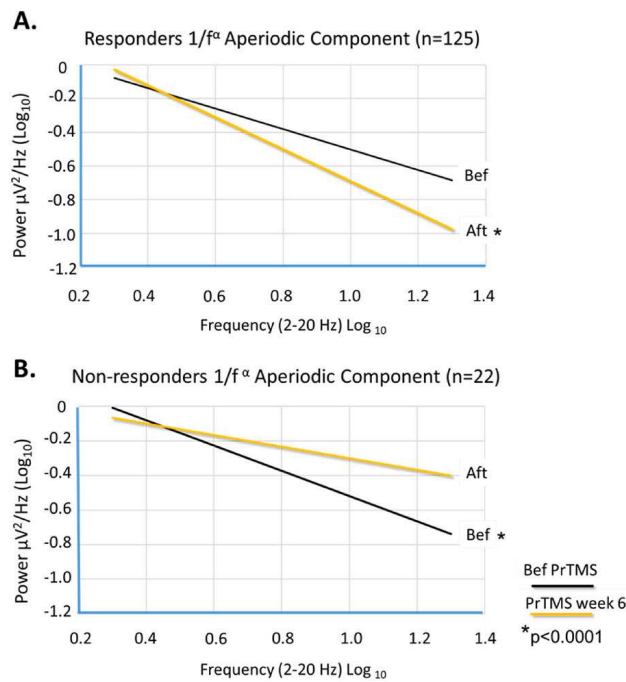 A.
Responders 1/fα Aperiodic Component (n=125)
0
-0.2
-0.4
-0.6
-0.8
-1.0
-1.2
Power µV2/Hz (Log10)
Bef
Aft *
0.2 0.4 0.6 0.8 1.0 1.2 1.4
Frequency (2-20 Hz) Log 10
B.
Non-responders 1/f α Aperiodic Component (n=22)
0
-0.2
-0.4
-0.6
-0.8
-1.0
-1.2
Power µV2/Hz (Log10)
Aft
Bef *
0.2 0.4 0.6 0.8 1.0 1.2 1.4
Frequency (2-20 Hz) Log 10
Bef PrTMS
PrTMS week 6
*p<0.0001